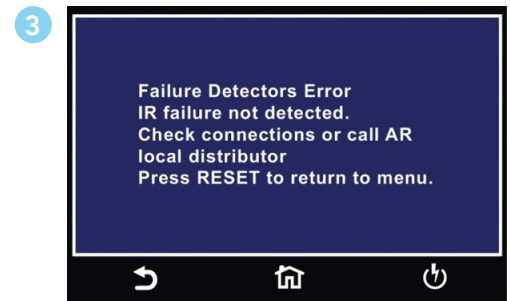 3
Failure Detectors Error
IR failure not detected.
Check connections or call AR
local distributor
Press RESET to return to menu.